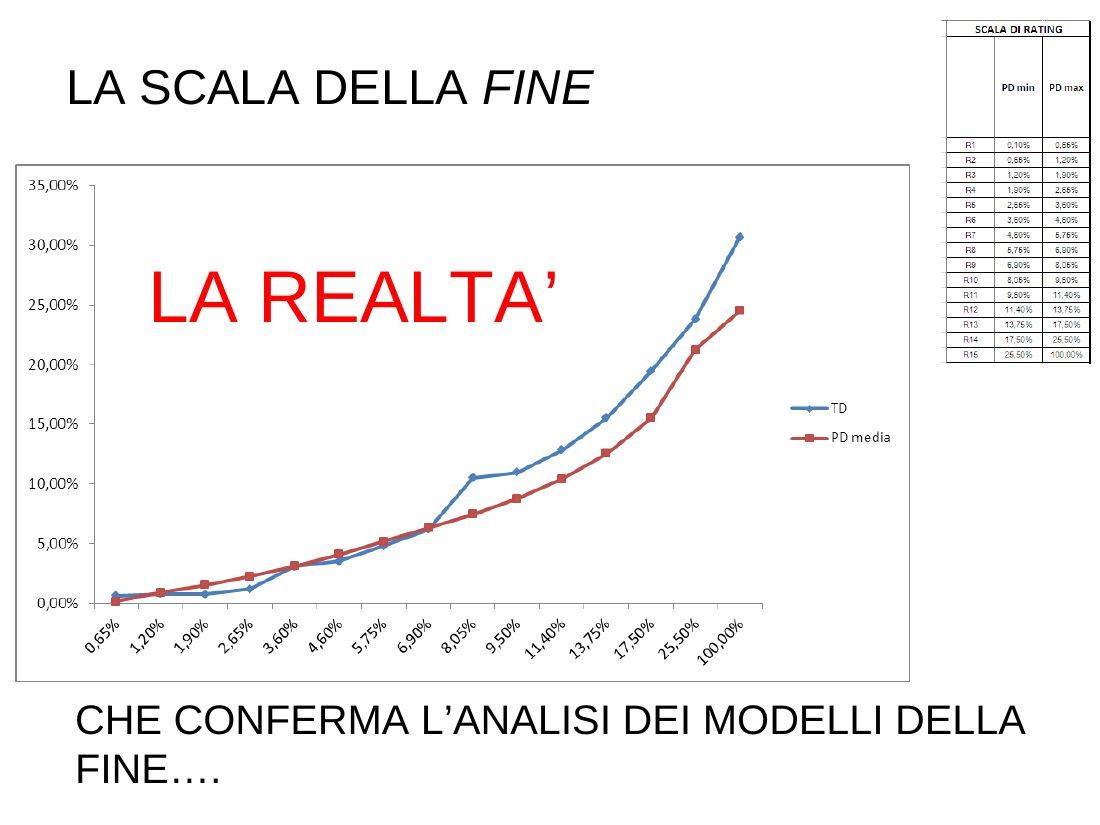 LA SCALA DELLA FINE
SCALA DI RATING
PD min PD max
R1 0,10% 0,65%
R2 0,65% 1,20%
R3 1,20% 1,90%
R4 1,90% 2,65%
R5 2,65% 3,60%
R6 3,60% 4,60%
R7 4,60% 5,75%
R8 5,75% 6,90%
R9 6,90% 8,05%
R10 8,05% 9,50%
R11 9,50% 11,40%
R12 11,40% 13,75%
R13 13,75% 17,50%
R14 17,50% 25,50%
R15 25,50% 100,00%
35,00%
30,00%
25,00%
20,00%
15,00%
10,00%
5,00%
0,00%
LA REALTA’
TD
PD media
0,65% 1,20% 1,90% 2,65% 3,60% 4,60% 5,75% 6,90% 8,05% 9,50% 11,40% 13,75% 17,50% 25,50% 100,00%
CHE CONFERMA L’ANALISI DEI MODELLI DELLA
FINE….